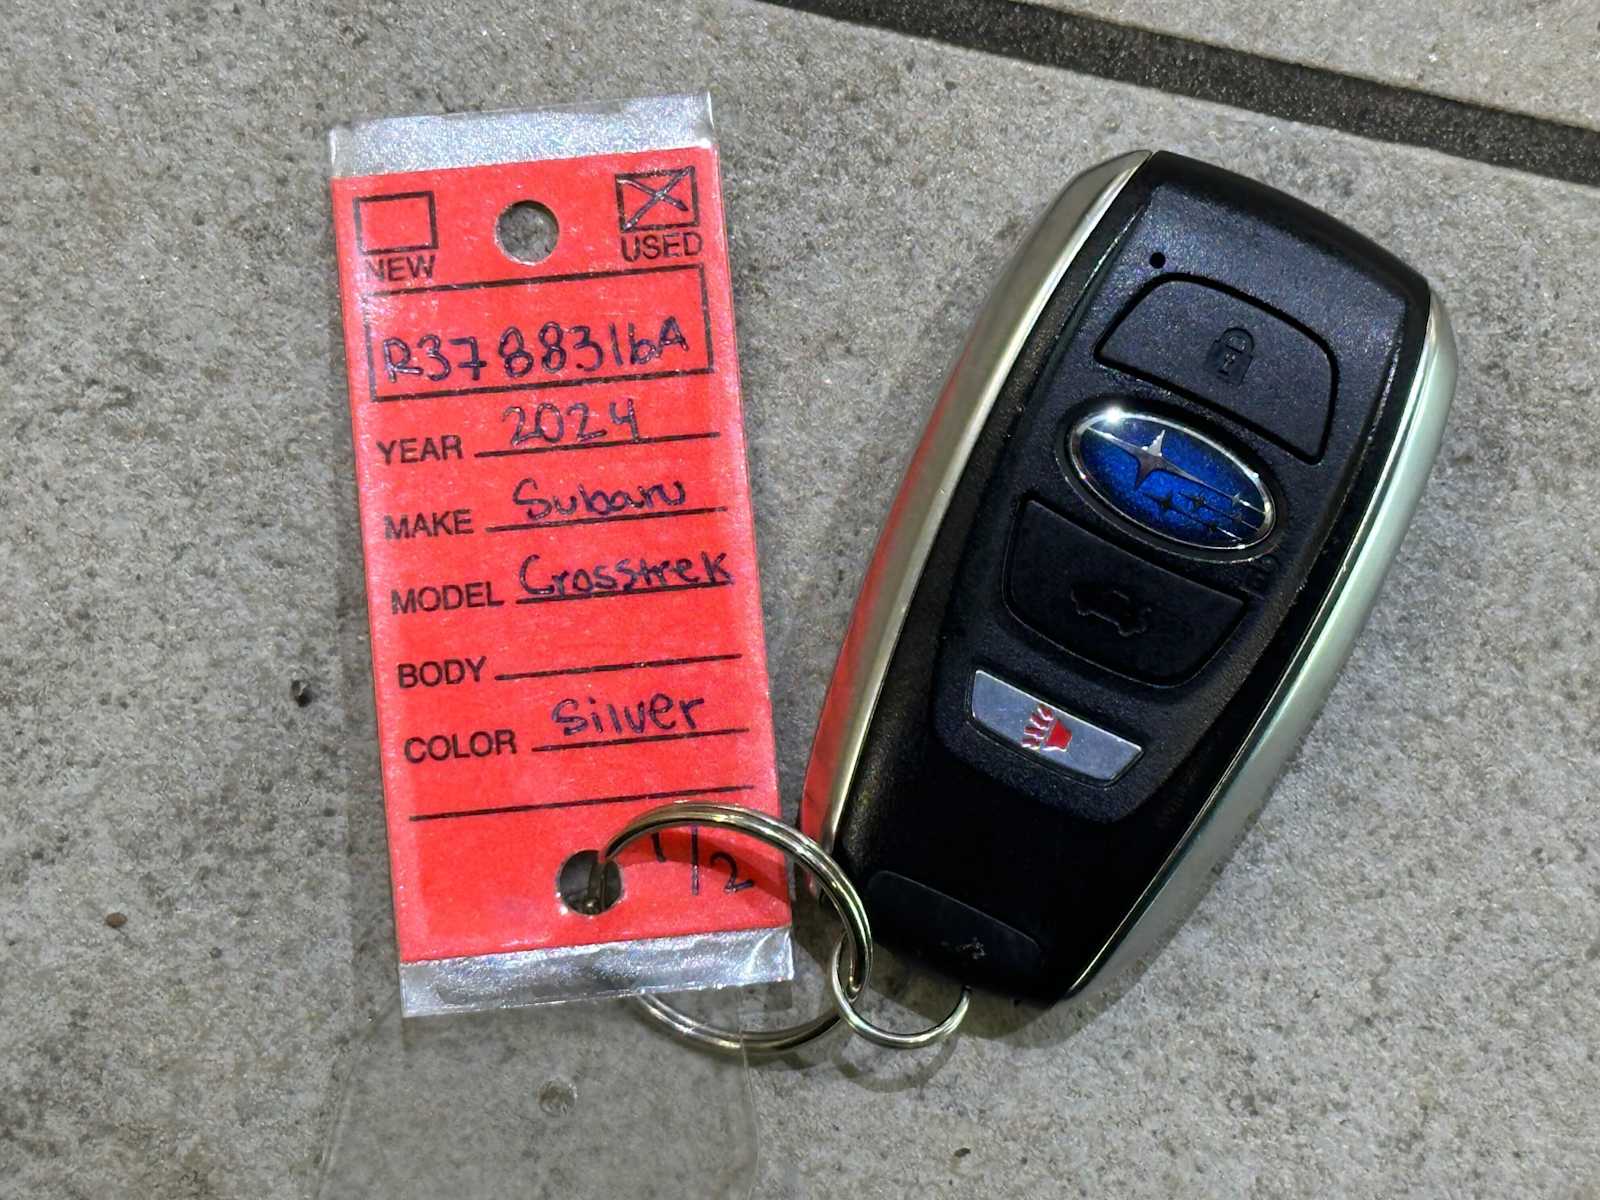 NEW USED
R3788316A
YEAR 2024
MAKE Subaru
MODEL Crosstrek
BODY
COLOR Silver
1/2